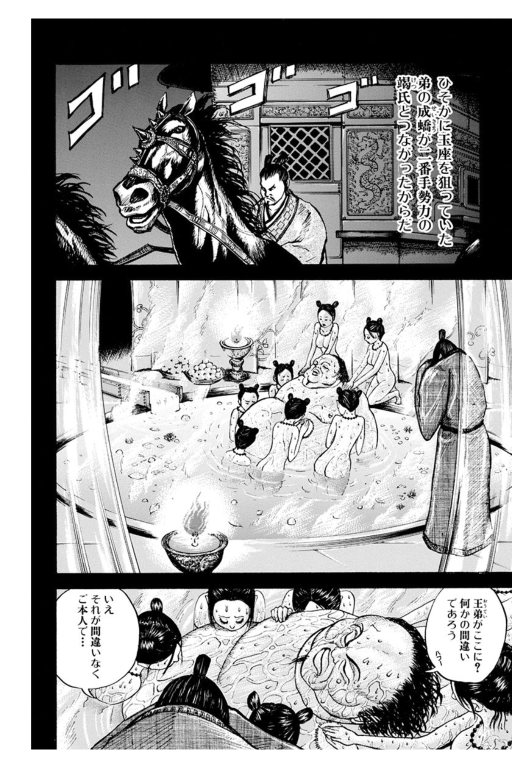 ひそかに玉座を狙っていた
弟の成蟜が一番手勢力の
竭氏とつながったからだ
ゴ
ゴ
ゴ
王弟がここに?
何かの間違い
であろう
いえ
それが間違いなく
ご本人で…